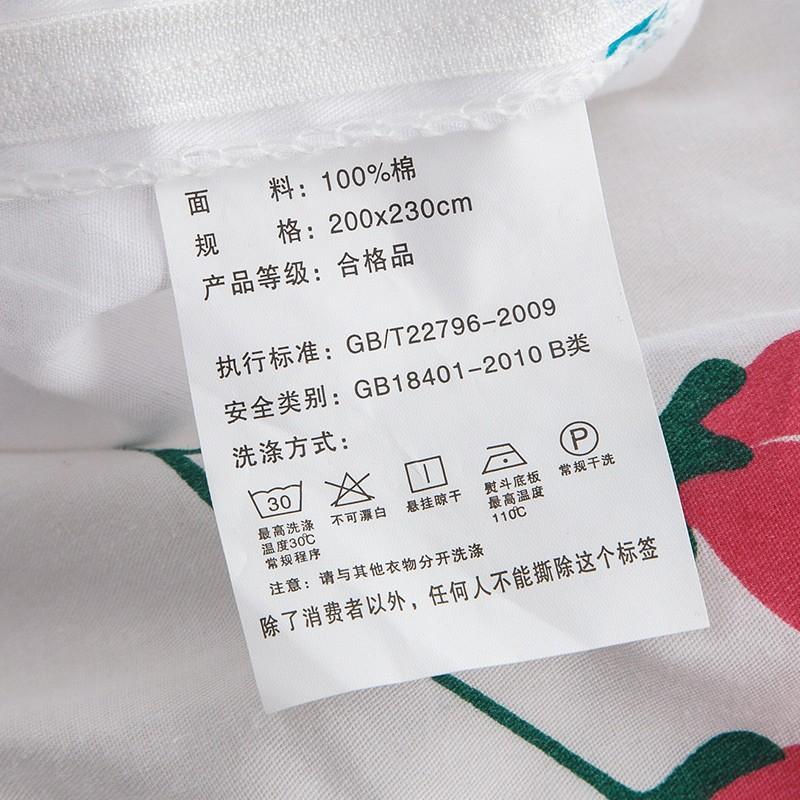 面 料：100%棉
规 格：200x230cm
产品等级：合格品
执行标准：GB/T22796-2009
安全类别：GB18401-2010 B类
洗涤方式：
30
P
最高洗涤
温度30℃
常规程序
不可漂白
悬挂晾干
熨斗底板
最高温度
110℃
常规干洗
注意：请与其他衣物分开洗涤
除了消费者以外，任何人不能撕除这个标签